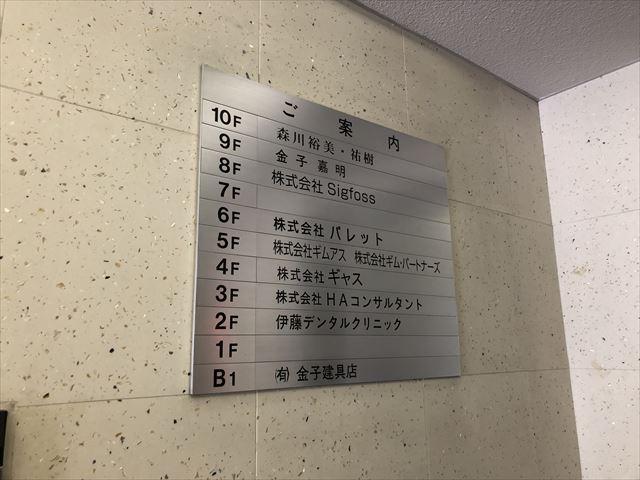 ご案内
10F 森川裕美・祐樹
9F 金子嘉明
8F 株式会社 Sigfoss
7F
6F 株式会社 パレット
5F 株式会社ギムアス 株式会社ギム・パートナーズ
4F 株式会社 ギャス
3F 株式会社 HAコンサルタント
2F 伊藤デンタルクリニック
1F
B1 ㈲ 金子建具店